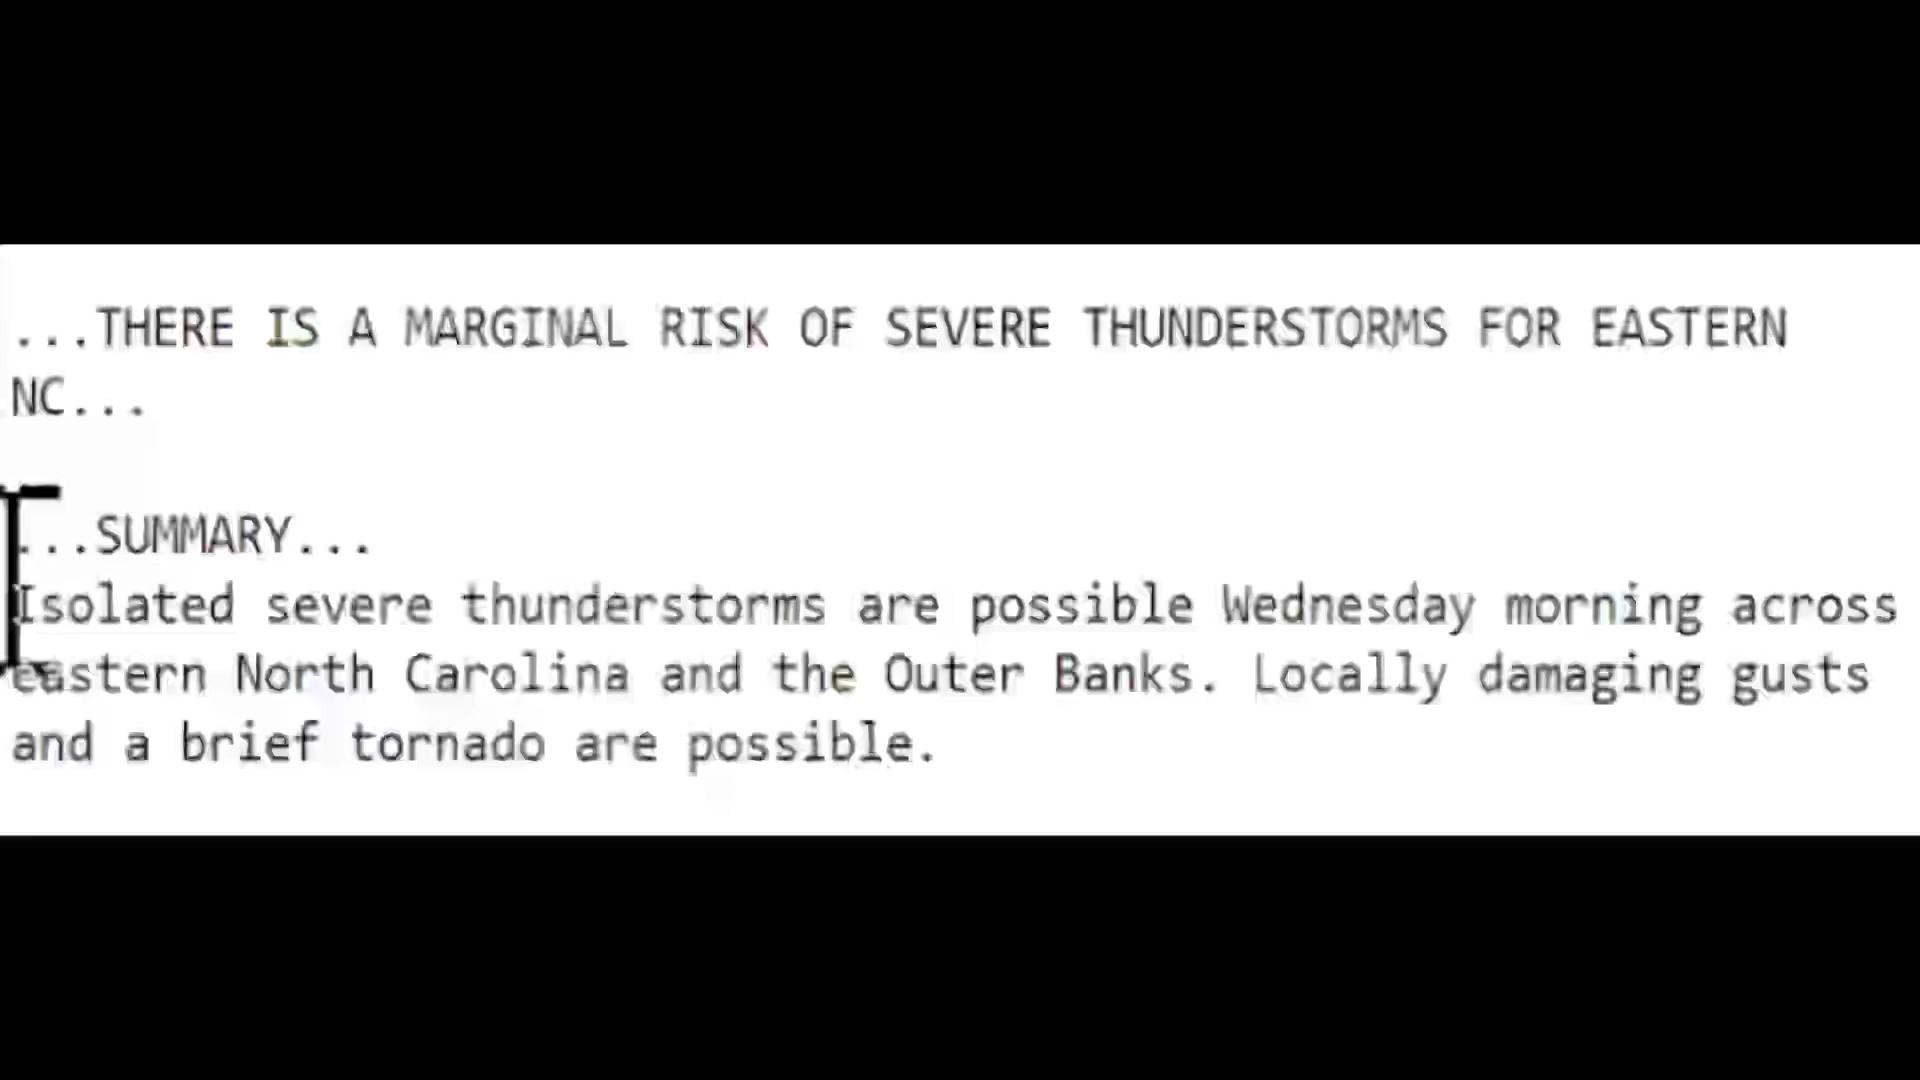 ...THERE IS A MARGINAL RISK OF SEVERE THUNDERSTORMS FOR EASTERN
NC...
...SUMMARY...
Isolated severe thunderstorms are possible Wednesday morning across
eastern North Carolina and the Outer Banks. Locally damaging gusts
and a brief tornado are possible.